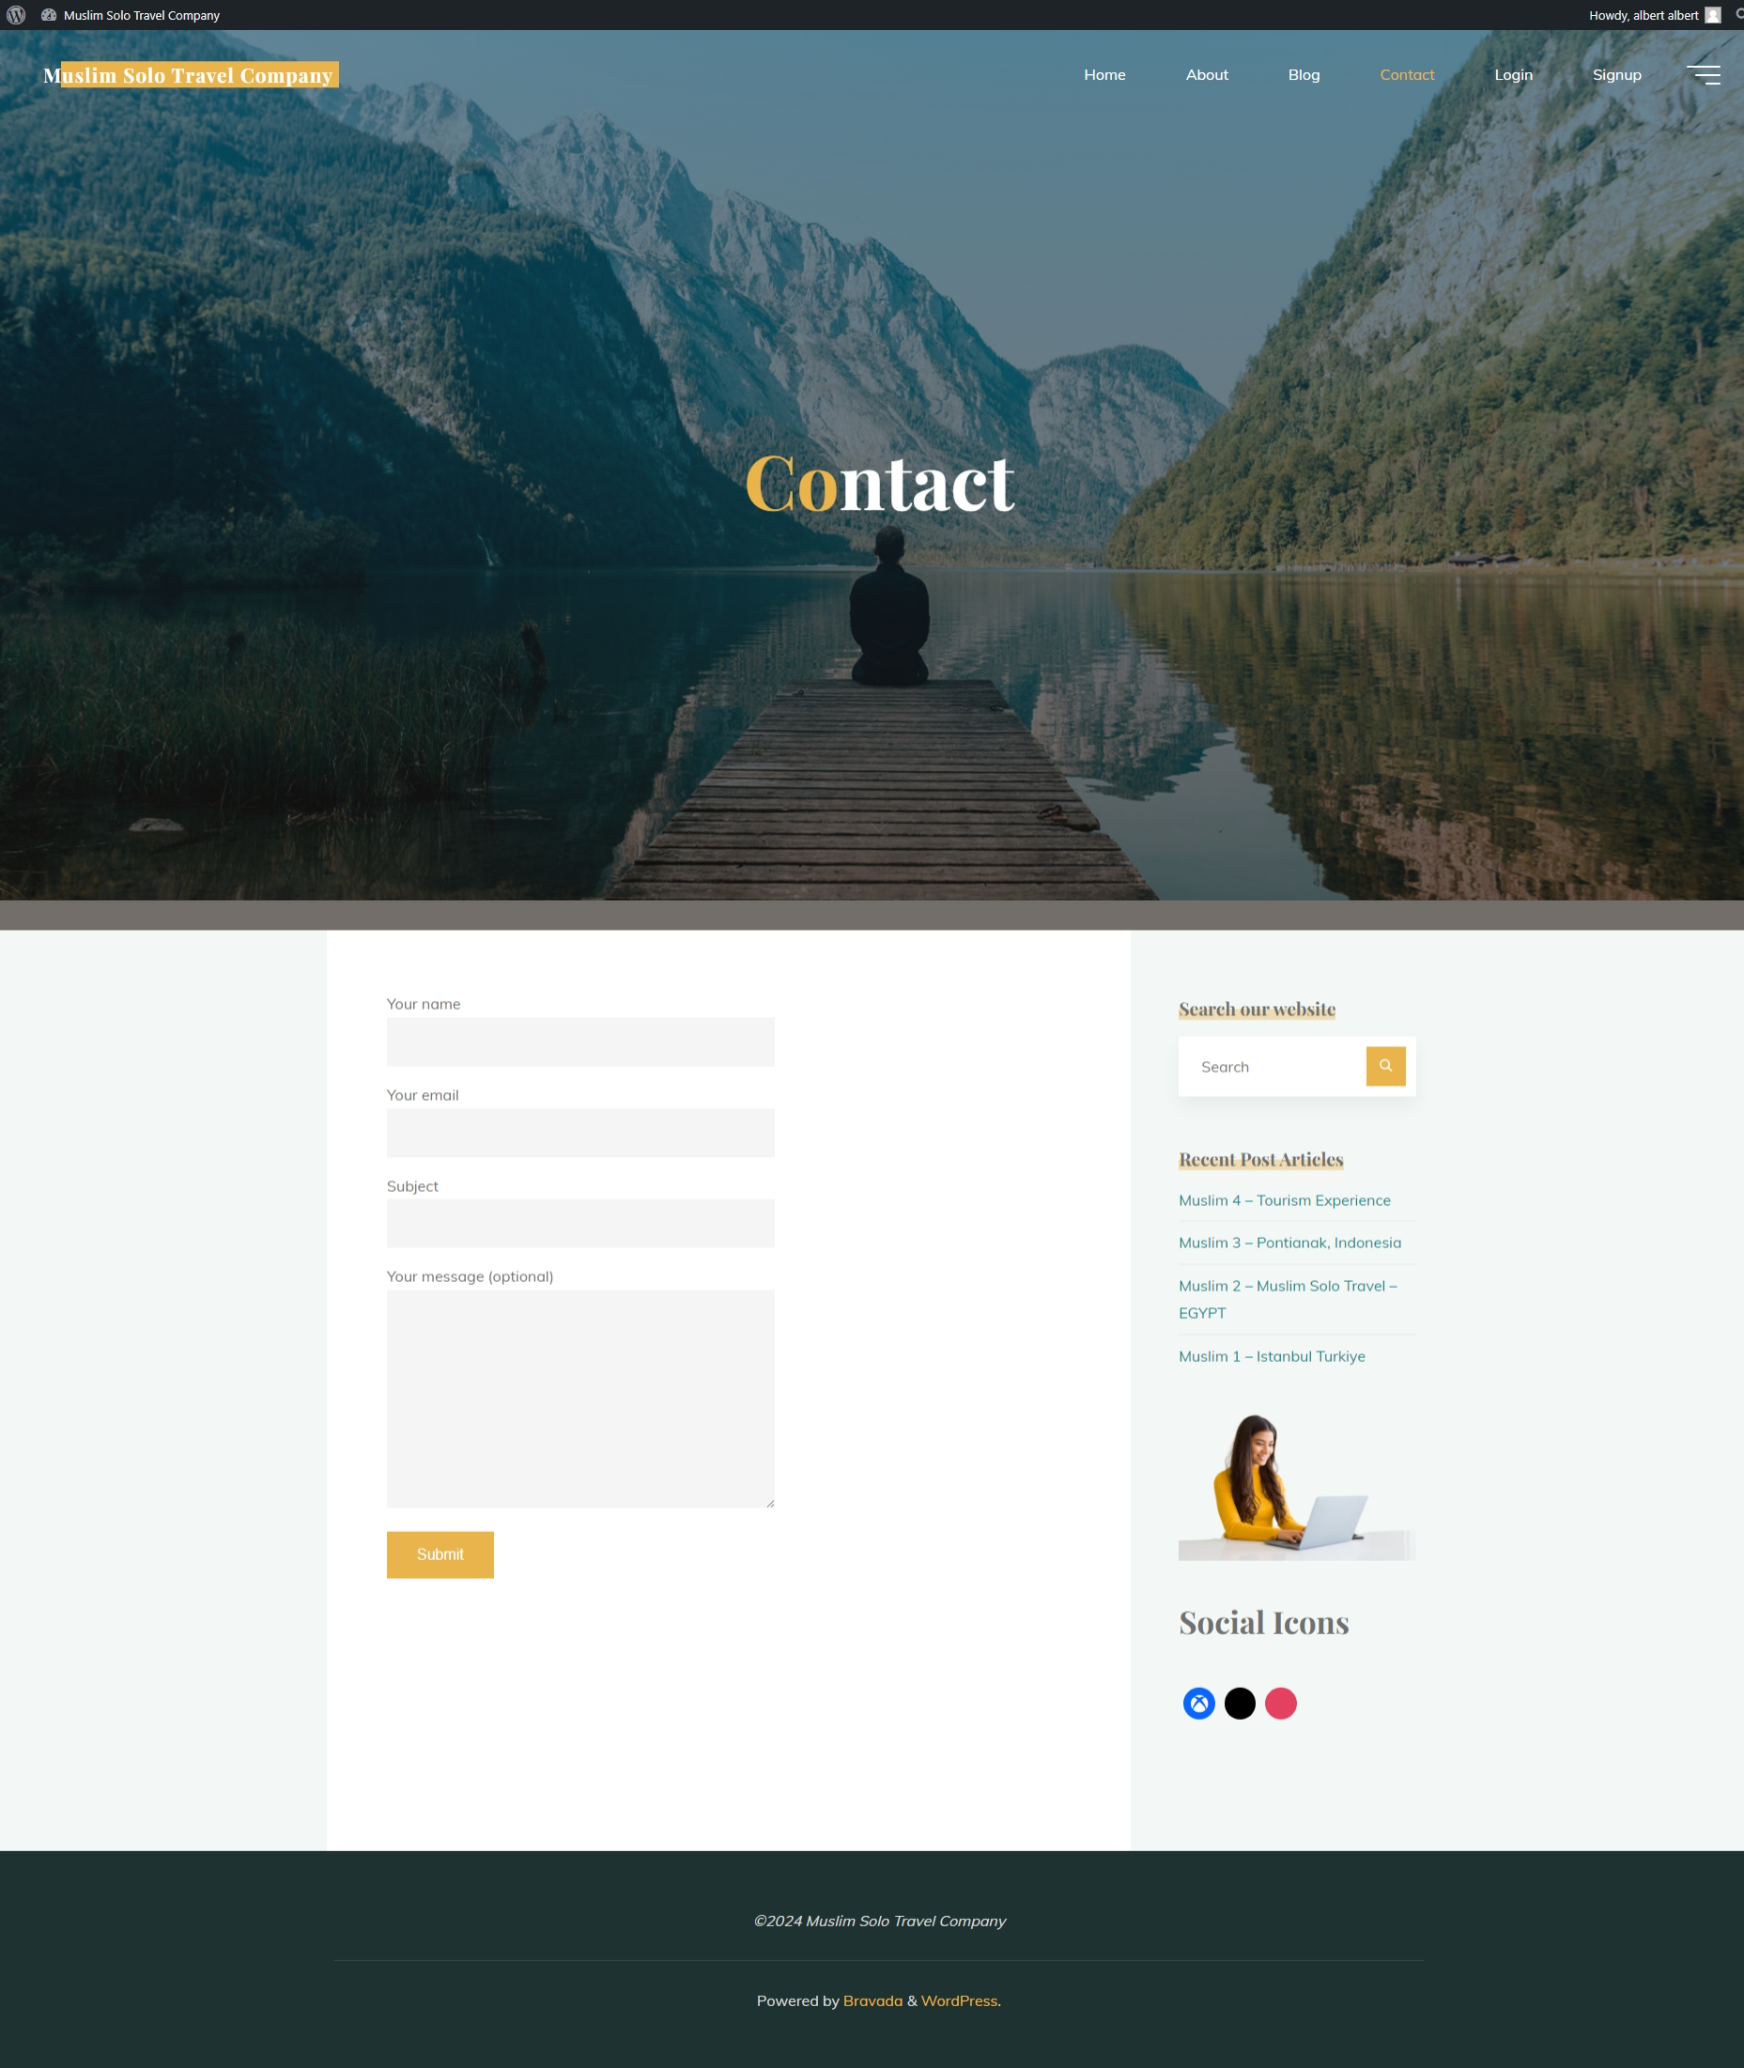 Muslim Solo Travel Company
Howdy, albert albert
Muslim Solo Travel Company
Home
About
Blog
Contact
Login
Signup
Contact
Your name
Your email
Subject
Your message (optional)
Submit
Search our website
Search
Recent Post Articles
Muslim 4 – Tourism Experience
Muslim 3 – Pontianak, Indonesia
Muslim 2 – Muslim Solo Travel –
EGYPT
Muslim 1 – Istanbul Turkiye
Social Icons
©2024 Muslim Solo Travel Company
Powered by Bravada & WordPress.